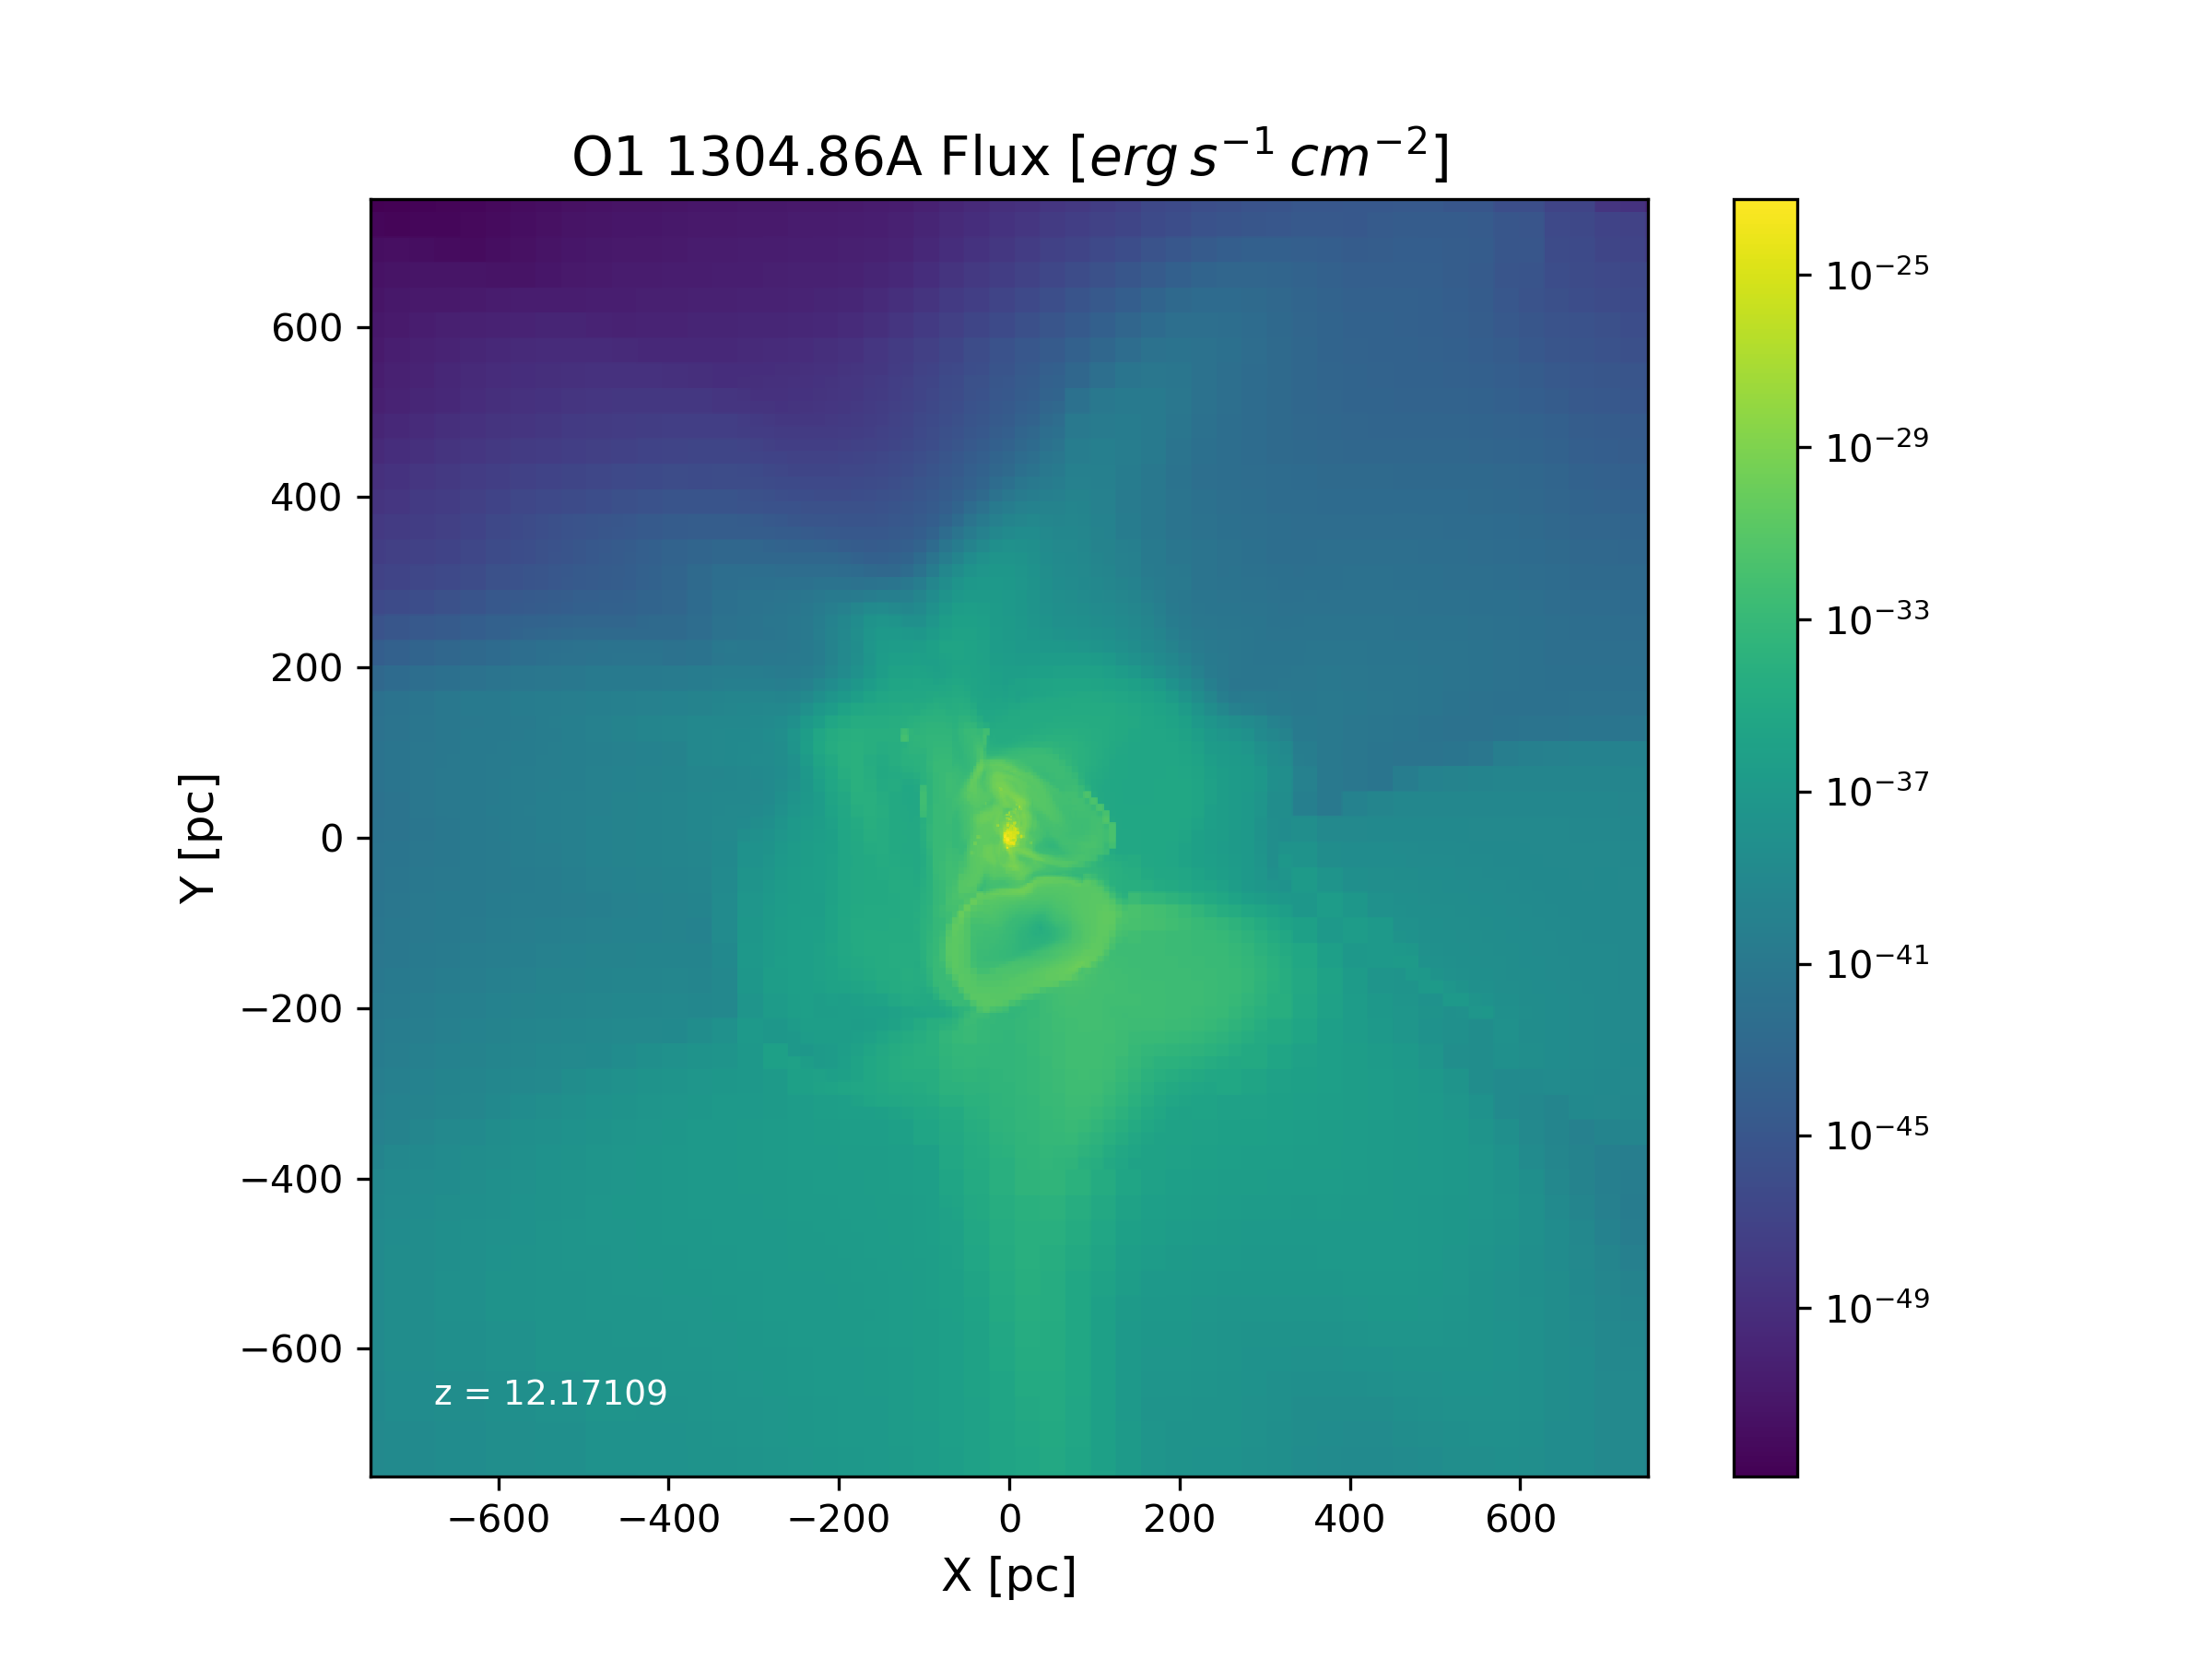 O1 1304.86A Flux [erg s⁻¹ cm⁻²]
600
400
200
0
−200
−400
−600
Y [pc]
z = 12.17109
−600 −400 −200 0 200 400 600
X [pc]
10⁻²⁵
10⁻²⁹
10⁻³³
10⁻³⁷
10⁻⁴¹
10⁻⁴⁵
10⁻⁴⁹